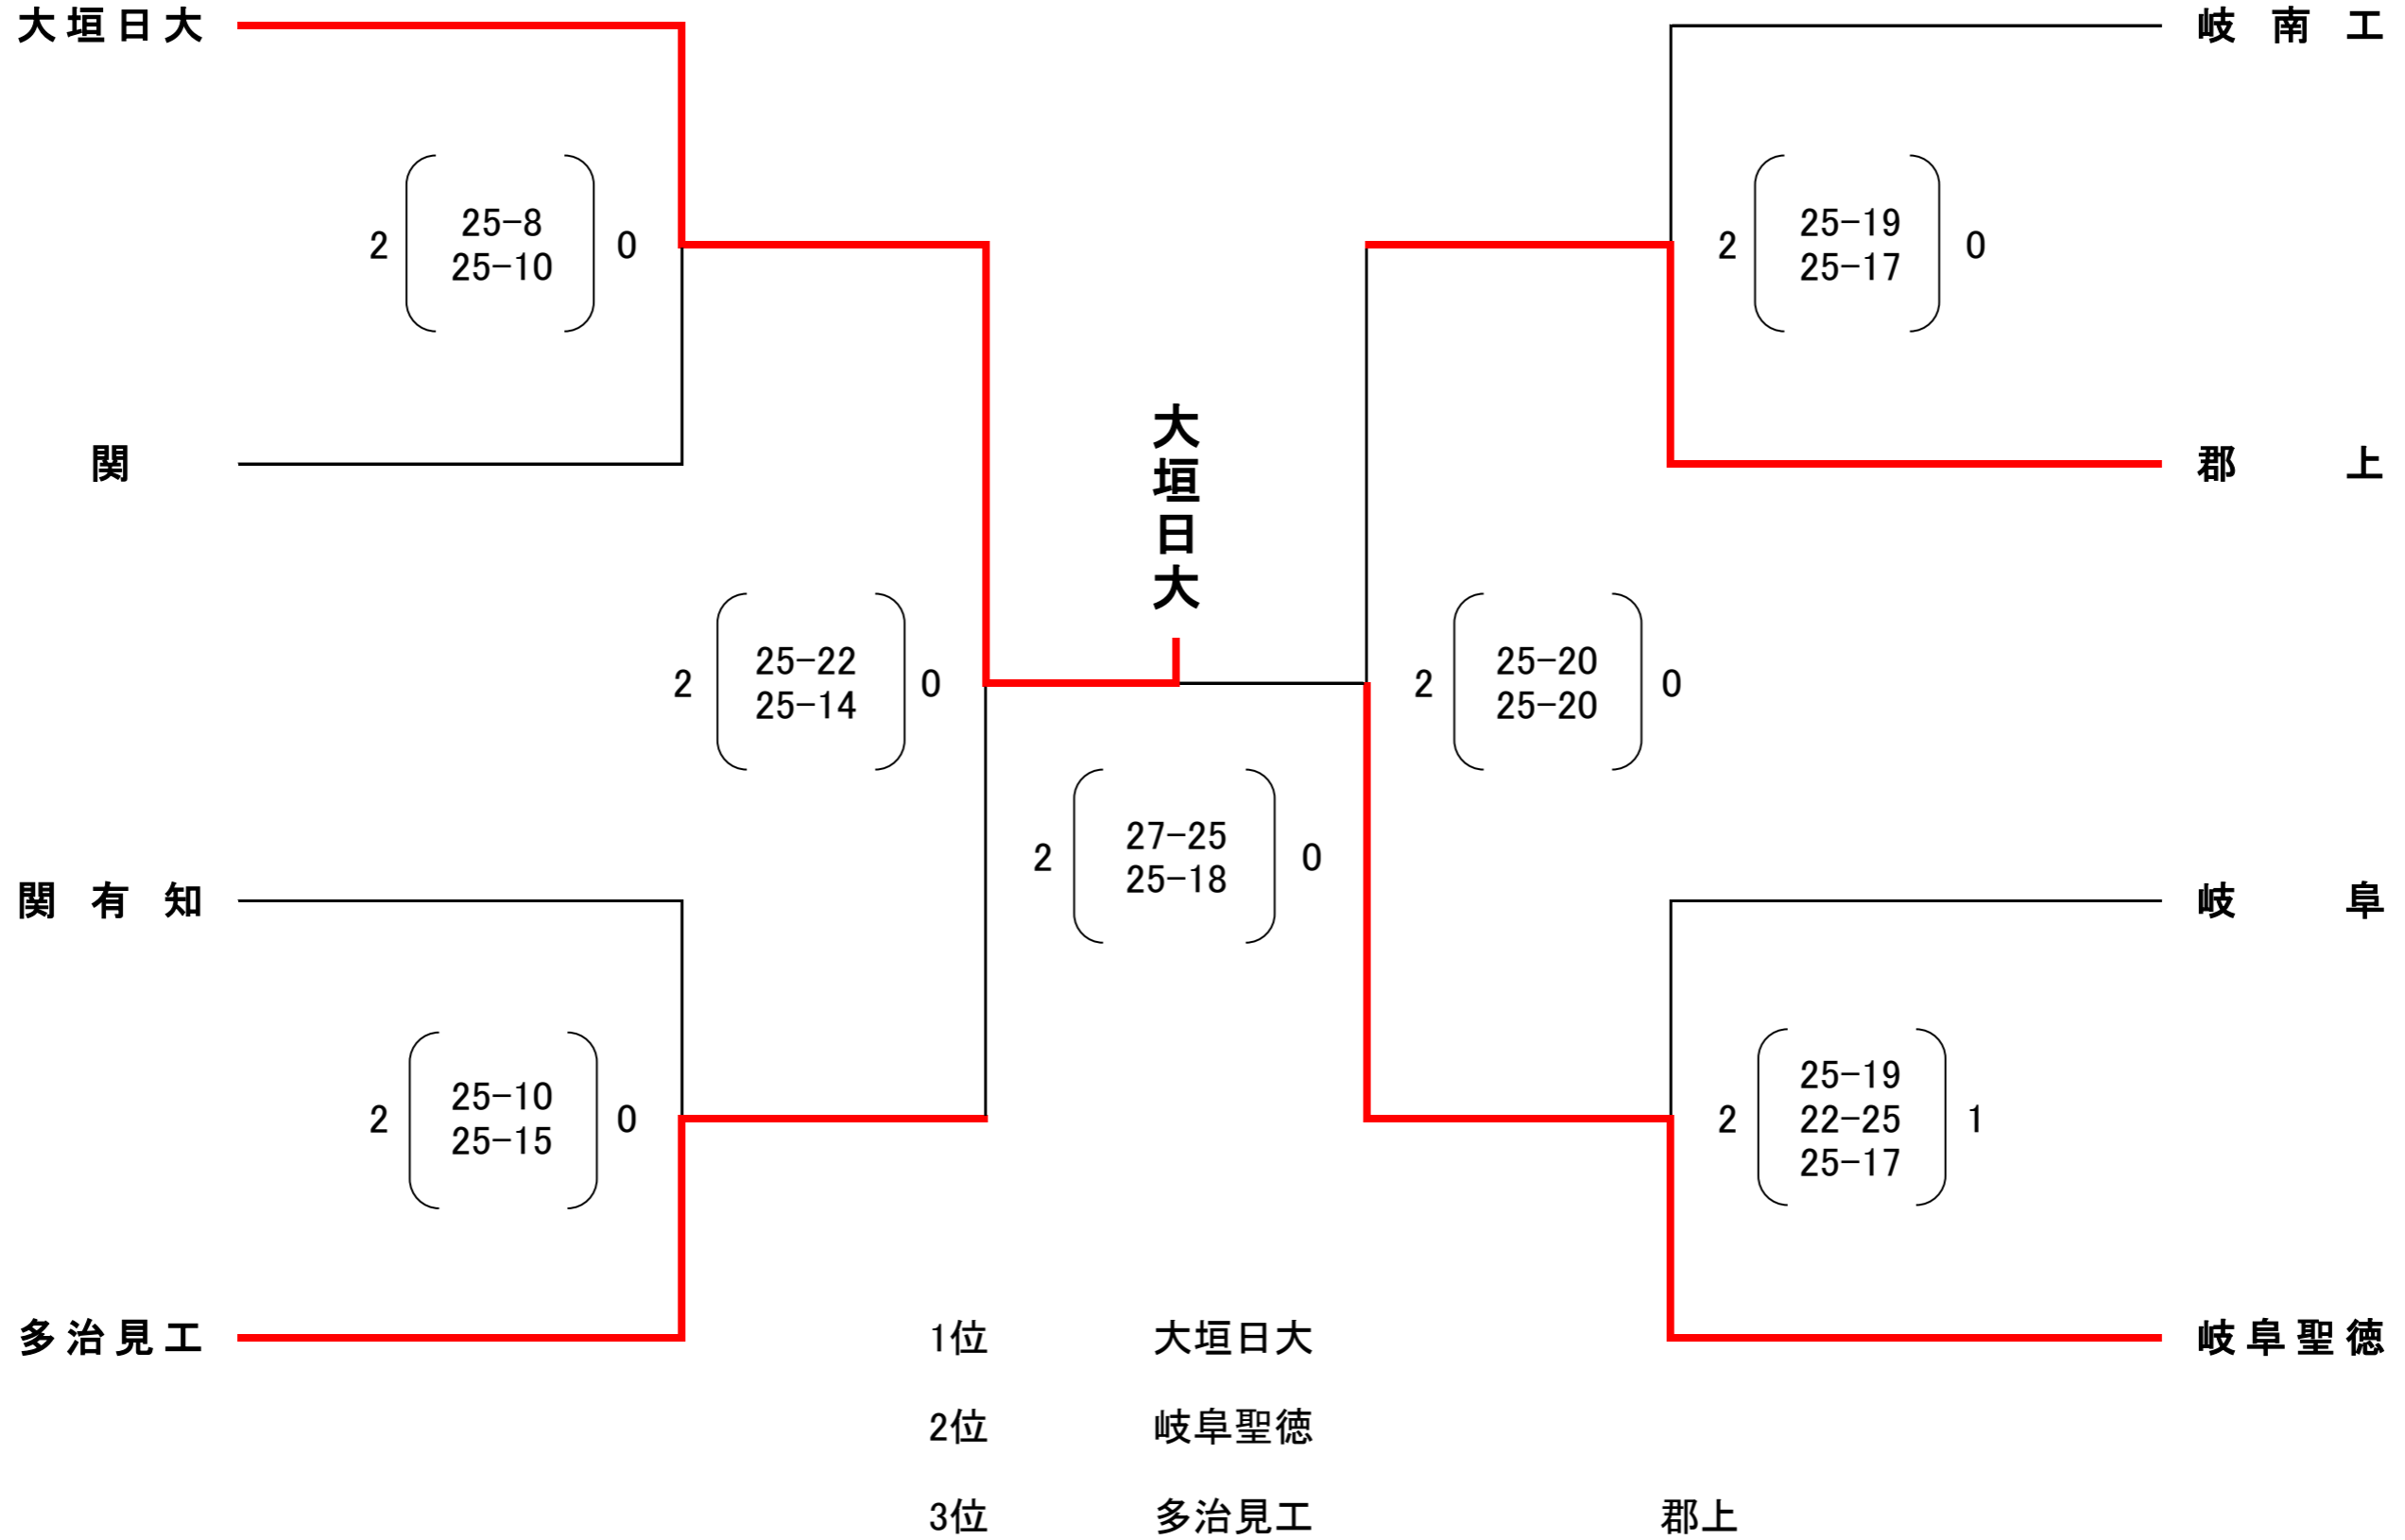 大垣日大 岐南工
25-8 25-19
2 0 2 0
25-10 25-17
関 郡上
大垣日大
25-22 25-20
2 0 2 0
25-14 25-20
27-25
2 0
25-18
関有知 岐阜
25-10 25-19
2 0 2 22-25 1
25-15 25-17
多治見工 岐阜聖徳
1位 大垣日大
2位 岐阜聖徳
3位 多治見工 郡上